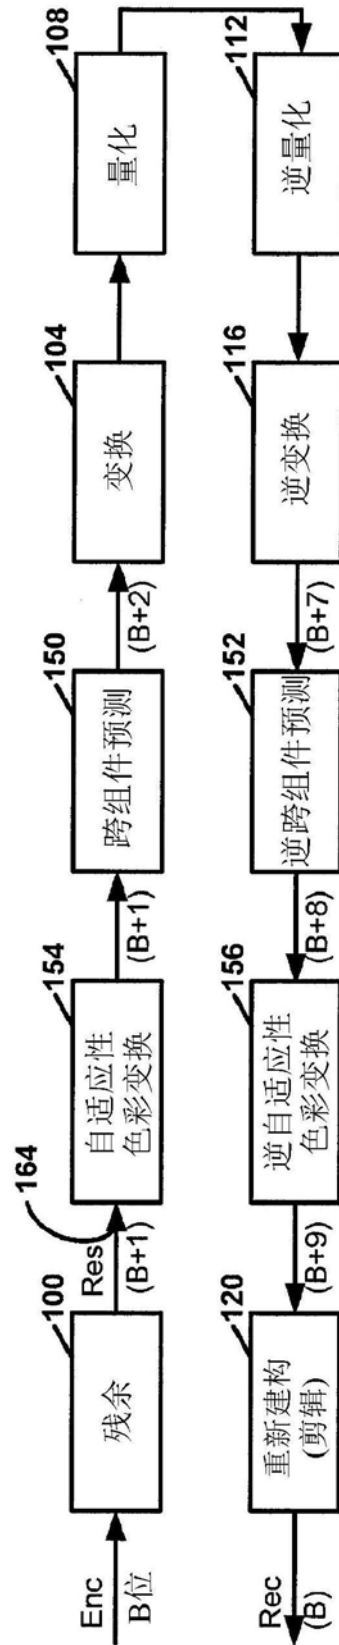 Enc
B位
100
残余
164
Res
(B+1)
154
自适应性
色彩变换
(B+1)
150
跨组件预测
(B+2)
104
变换
108
量化
112
逆量化
116
逆变换
(B+7)
152
逆跨组件预测
(B+8)
156
逆自适应性
色彩变换
(B+9)
120
重新建构
(剪辑)
Rec
(B)